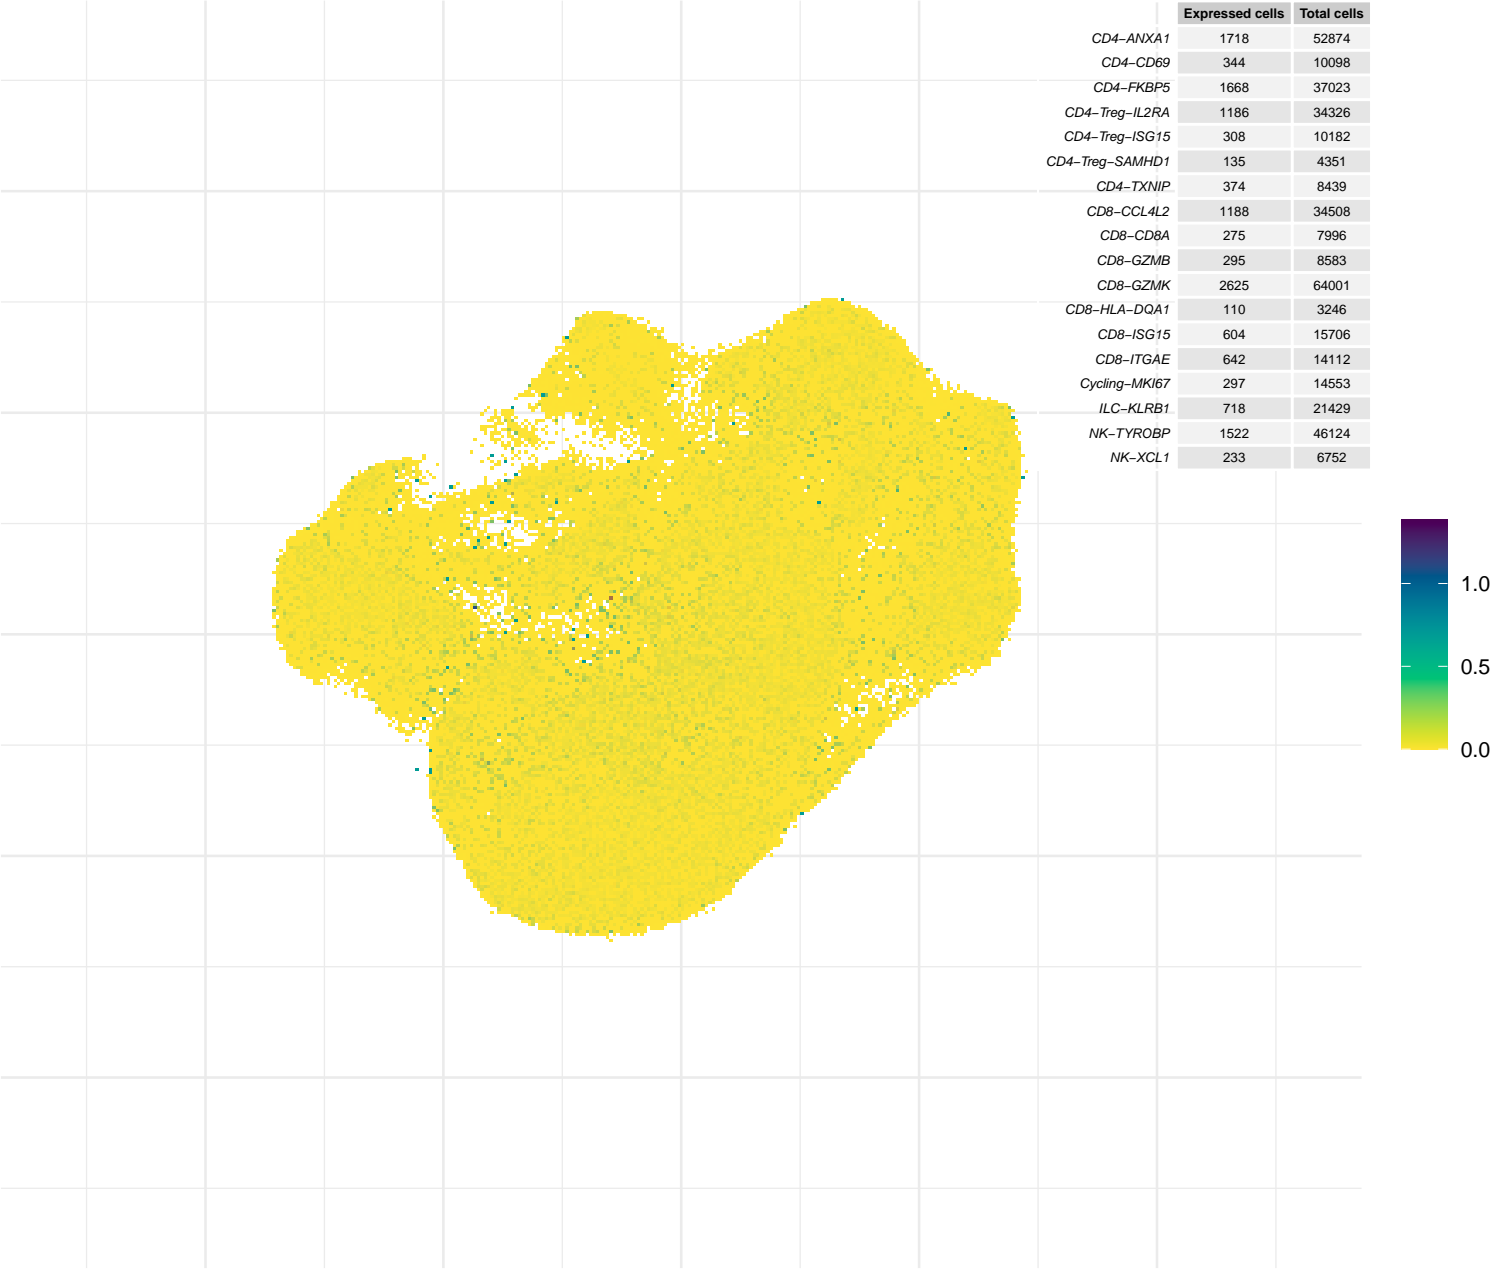 Expressed cells Total cells
CD4−ANXA1 1718 52874
CD4−CD69 344 10098
CD4−FKBP5 1668 37023
CD4−Treg−IL2RA 1186 34326
CD4−Treg−ISG15 308 10182
CD4−Treg−SAMHD1 135 4351
CD4−TXNIP 374 8439
CD8−CCL4L2 1188 34508
CD8−CD8A 275 7996
CD8−GZMB 295 8583
CD8−GZMK 2625 64001
CD8−HLA−DQA1 110 3246
CD8−ISG15 604 15706
CD8−ITGAE 642 14112
Cycling−MKI67 297 14553
ILC−KLRB1 718 21429
NK−TYROBP 1522 46124
NK−XCL1 233 6752
1.0
0.5
0.0